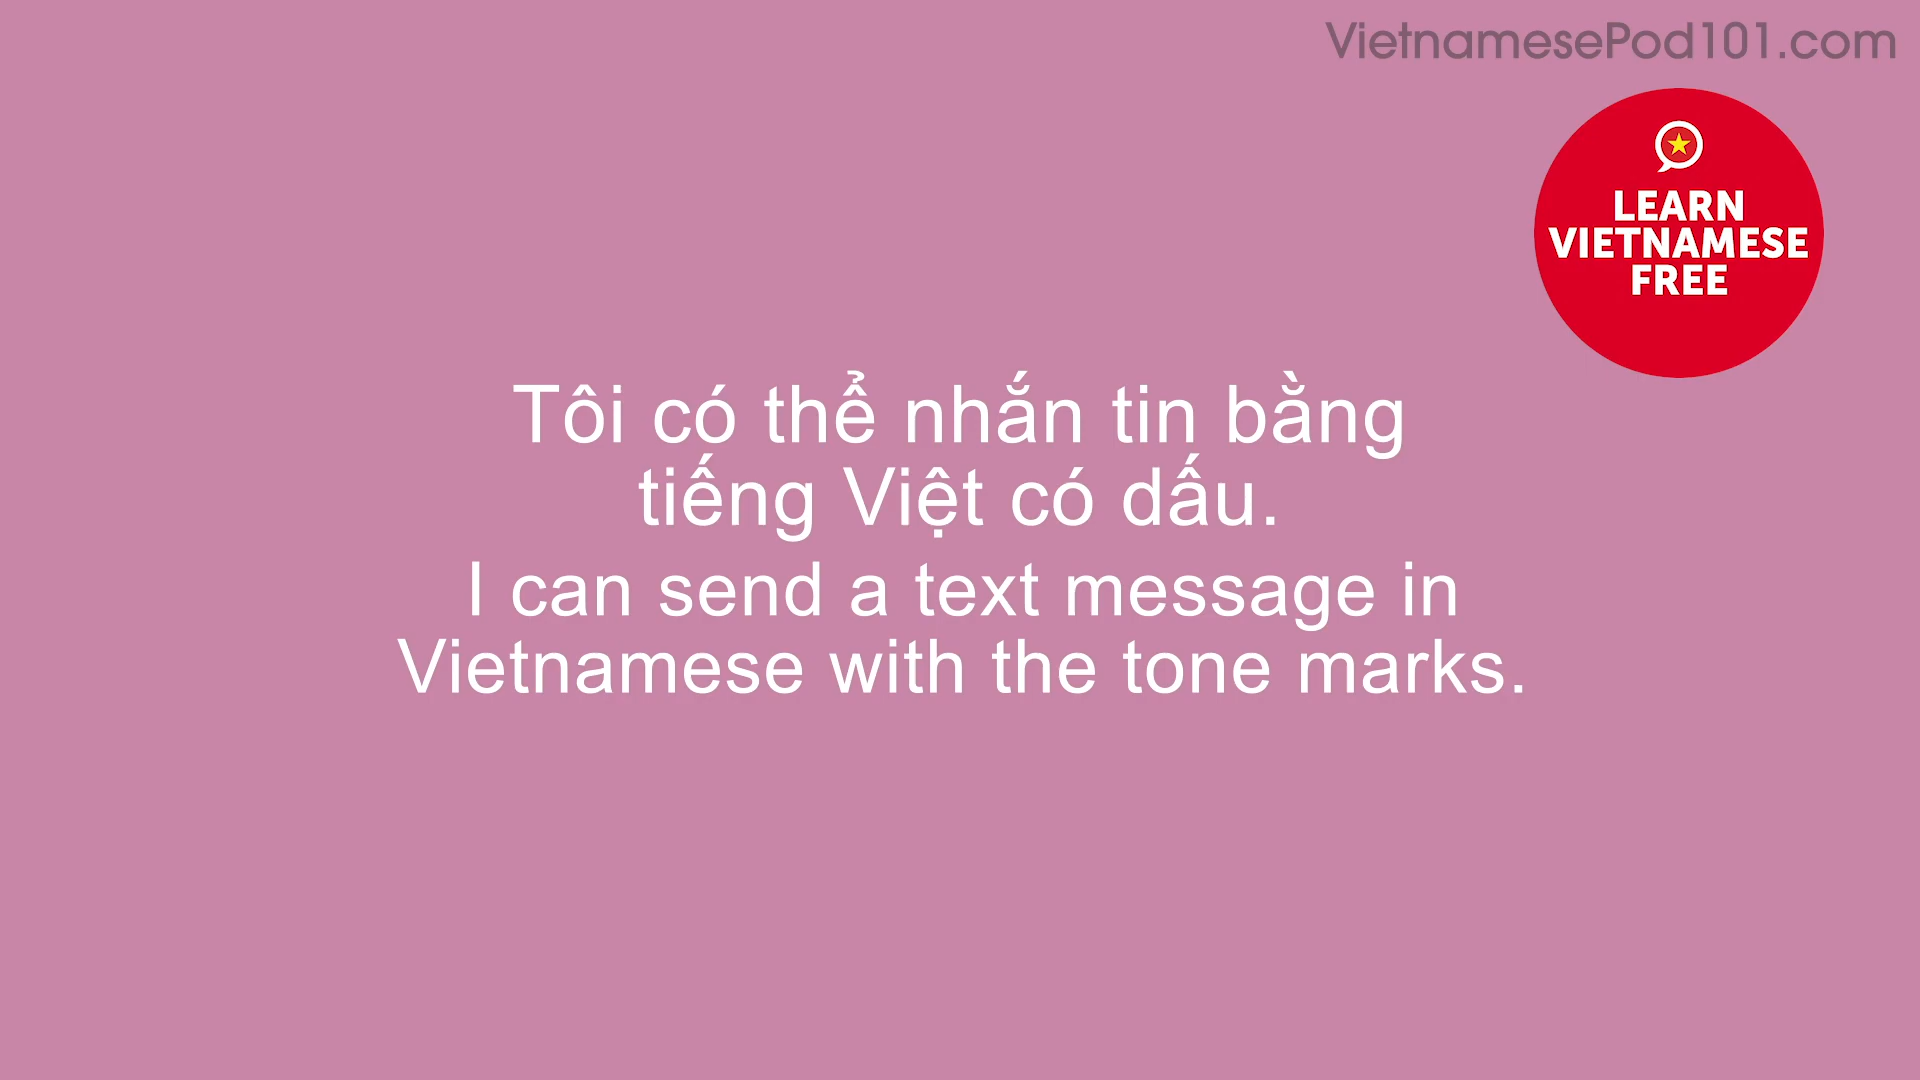 VietnamesePod101.com
LEARN
VIETNAMESE
FREE
Tôi có thể nhắn tin bằng
tiếng Việt có dấu.
I can send a text message in
Vietnamese with the tone marks.